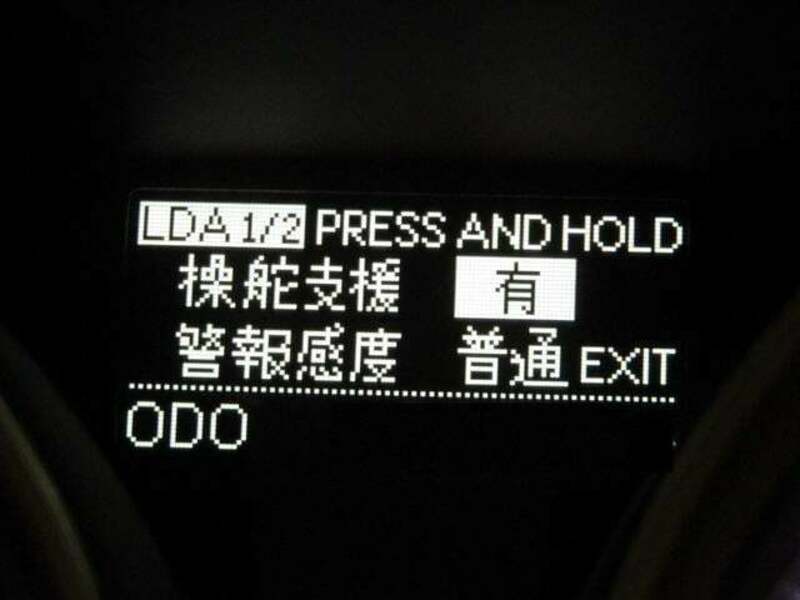 LDA 1/2 PRESS AND HOLD
操舵支援 有
警報感度 普通 EXIT
ODO